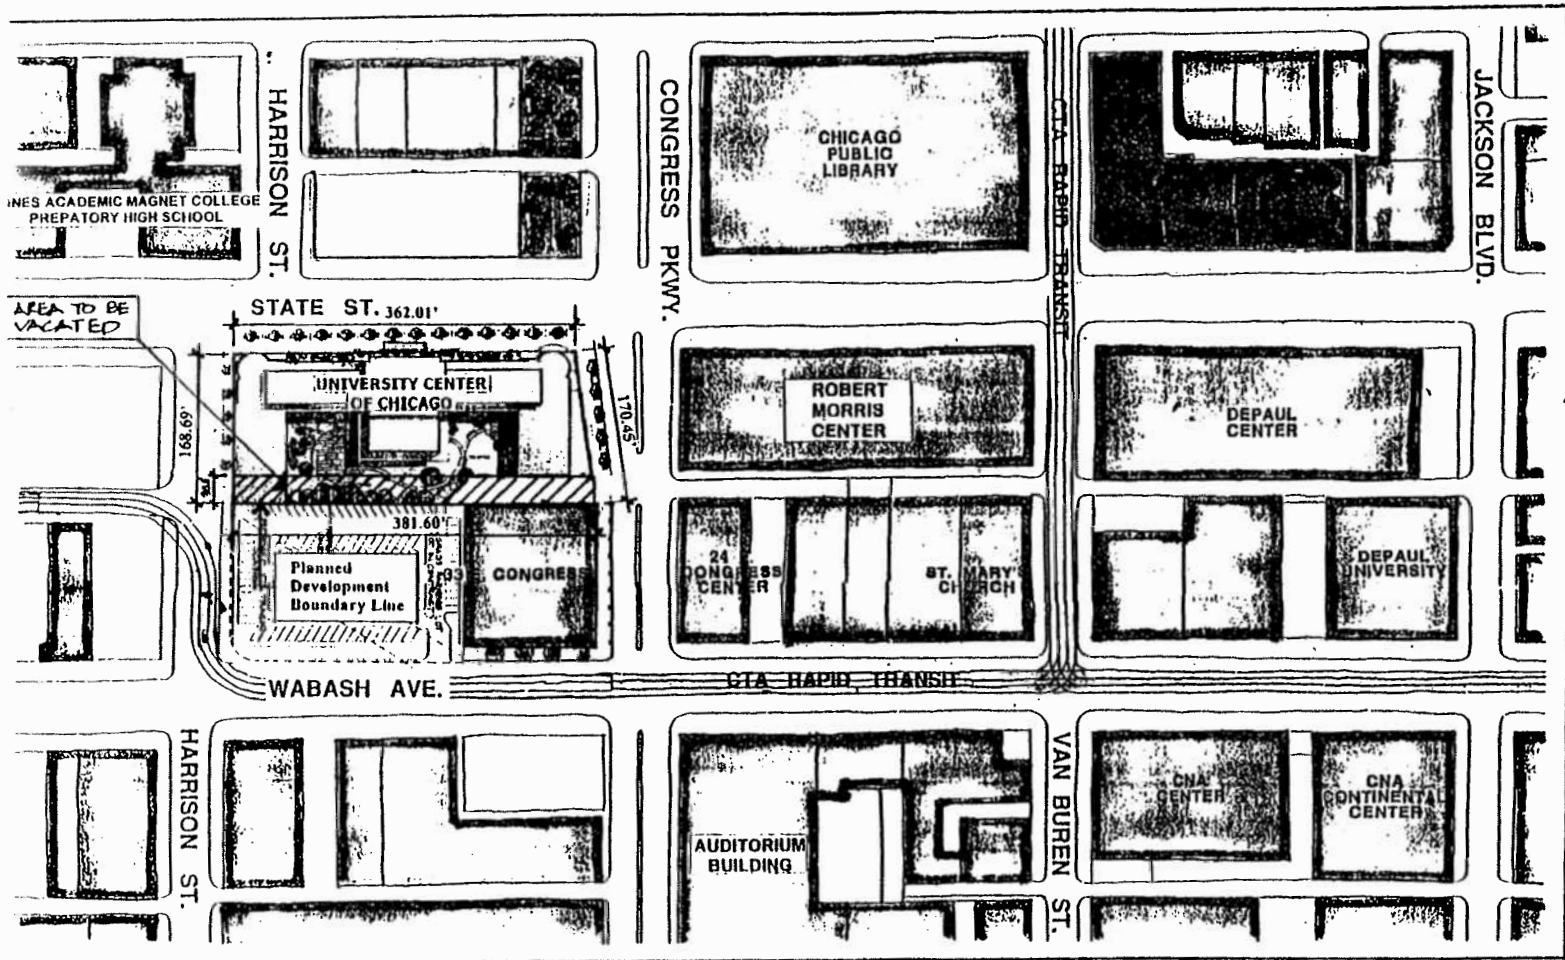 HARRISON ST.
CONGRESS PKWY.
CHICAGO
PUBLIC
LIBRARY
CTA RAPID TRANSIT
JACKSON BLVD.
NES ACADEMIC MAGNET COLLEGE
PREPATORY HIGH SCHOOL
AREA TO BE
VACATED
STATE ST. 362.01'
UNIVERSITY CENTER
OF CHICAGO
168.69'
170.45'
ROBERT
MORRIS
CENTER
DEPAUL
CENTER
381.60'
Planned
Development
Boundary Line
33 CONGRESS
24
CONGRESS
CENTER
ST. MARY'S
CHURCH
DEPAUL
UNIVERSITY
WABASH AVE.
CTA RAPID TRANSIT
HARRISON ST.
AUDITORIUM
BUILDING
VAN BUREN ST.
CNA
CENTER
CNA
CONTINENTAL
CENTER